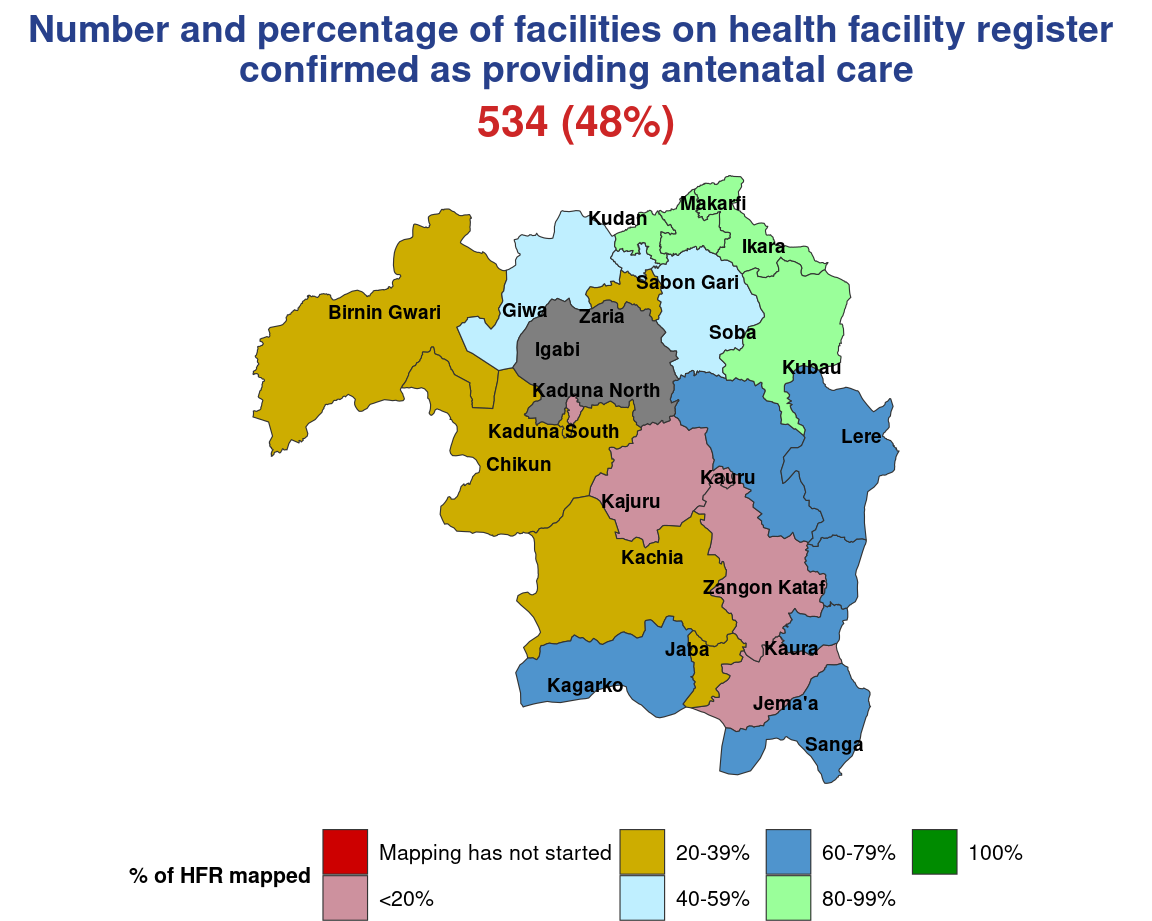 Number and percentage of facilities on health facility register
confirmed as providing antenatal care
534 (48%)
Makarfi
Kudan
Ikara
Sabon Gari
Birnin Gwari
Giwa
Zaria
Soba
Igabi
Kubau
Kaduna North
Kaduna South
Lere
Chikun
Kauru
Kajuru
Kachia
Zangon Kataf
Jaba
Kaura
Kagarko
Jema'a
Sanga
% of HFR mapped
Mapping has not started
<20%
20-39%
40-59%
60-79%
80-99%
100%